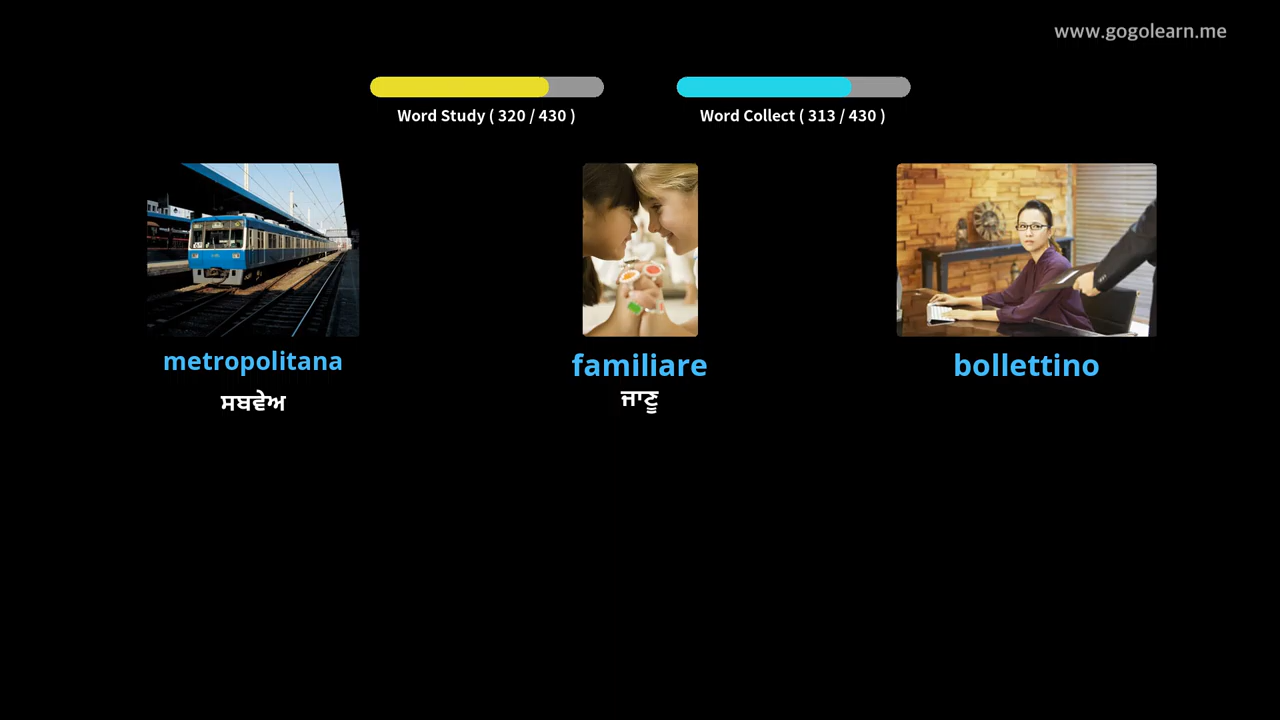 www.gogolearn.me
Word Study ( 320 / 430 )
Word Collect ( 313 / 430 )
metropolitana
familiare
bollettino
ਸਬਵੇਅ
ਜਾਣੂ